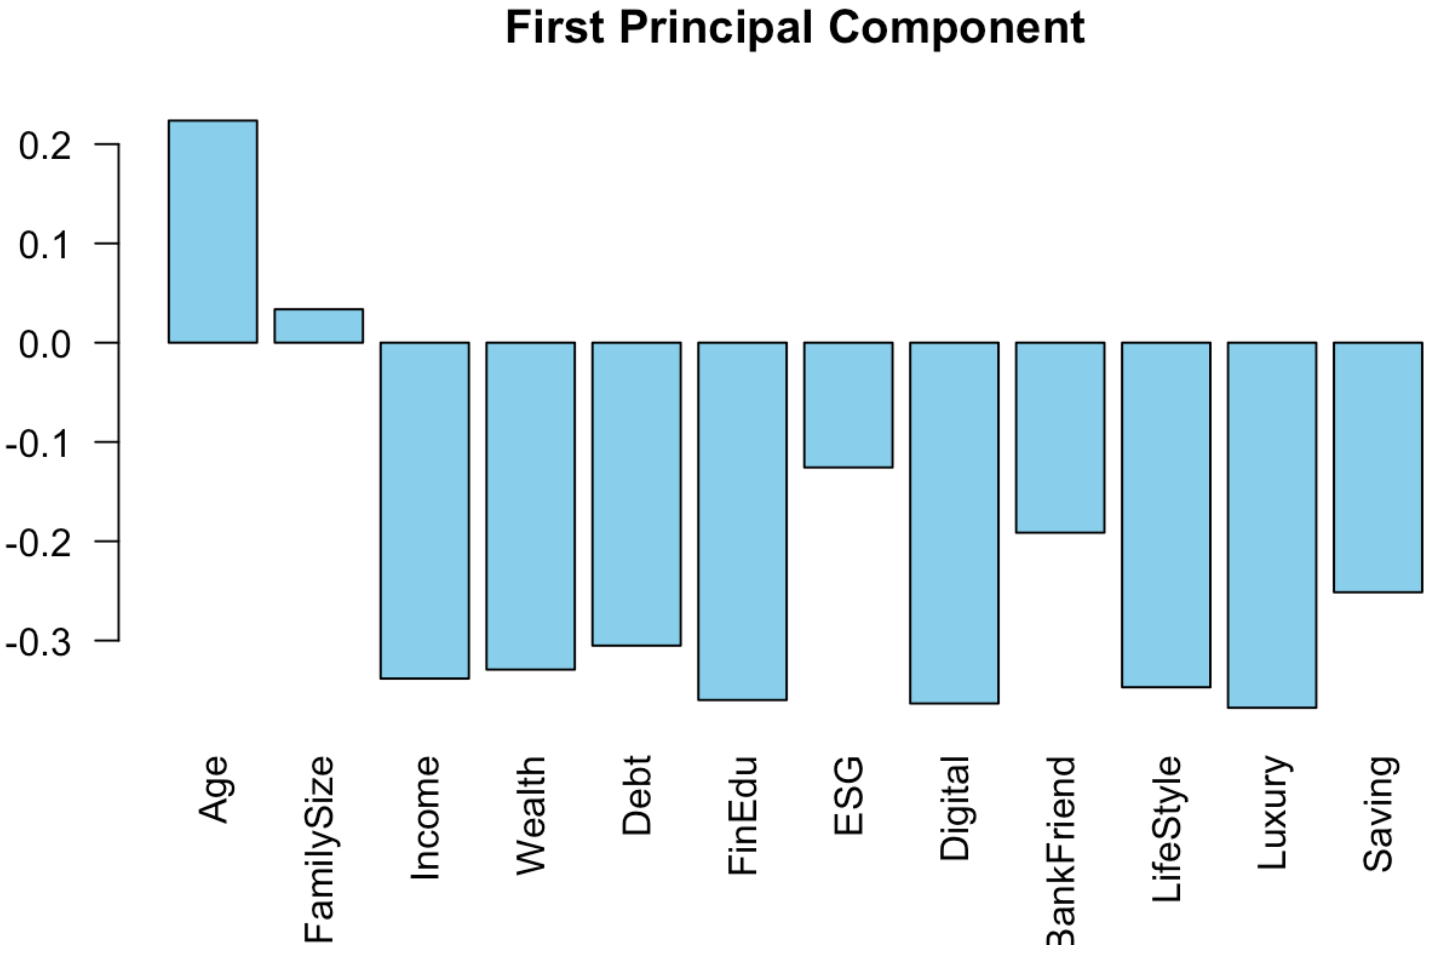 First Principal Component
0.2
0.1
0.0
-0.1
-0.2
-0.3
Age
FamilySize
Income
Wealth
Debt
FinEdu
ESG
Digital
BankFriend
LifeStyle
Luxury
Saving